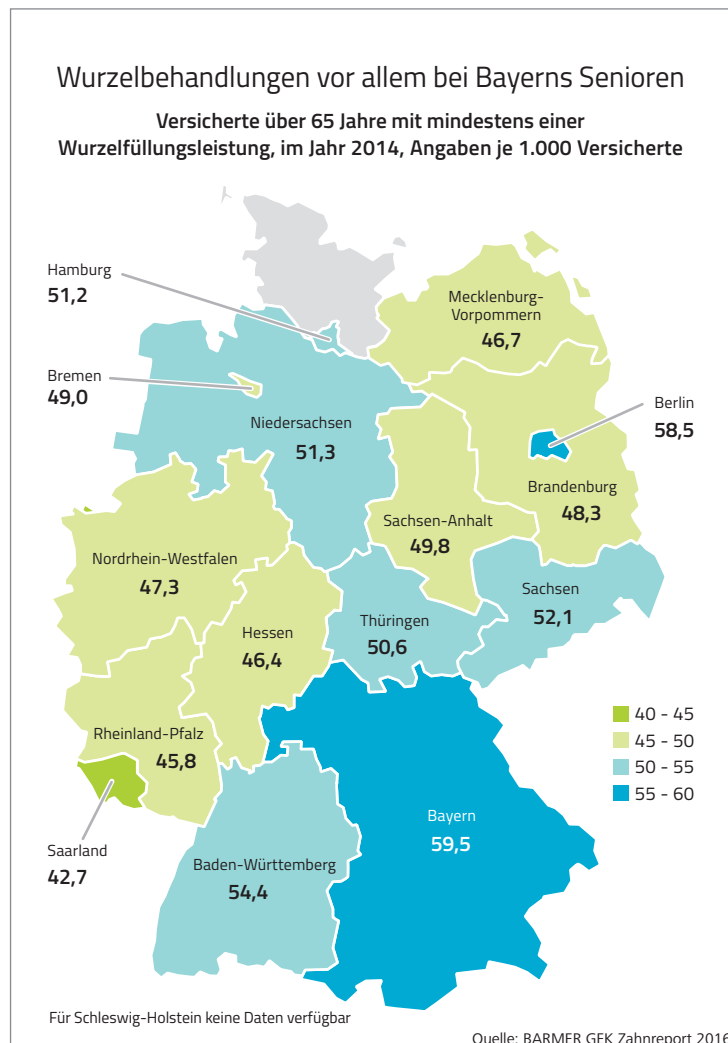 Wurzelbehandlungen vor allem bei Bayerns Senioren
Versicherte über 65 Jahre mit mindestens einer
Wurzelfüllungsleistung, im Jahr 2014, Angaben je 1.000 Versicherte
Hamburg
51,2
Mecklenburg-
Vorpommern
46,7
Bremen
49,0
Niedersachsen
51,3
Berlin
58,5
Brandenburg
48,3
Sachsen-Anhalt
49,8
Nordrhein-Westfalen
47,3
Sachsen
52,1
Thüringen
50,6
Hessen
46,4
Rheinland-Pfalz
45,8
40 - 45
45 - 50
50 - 55
55 - 60
Bayern
59,5
Saarland
42,7
Baden-Württemberg
54,4
Für Schleswig-Holstein keine Daten verfügbar
Quelle: BARMER GEK Zahnreport 2016